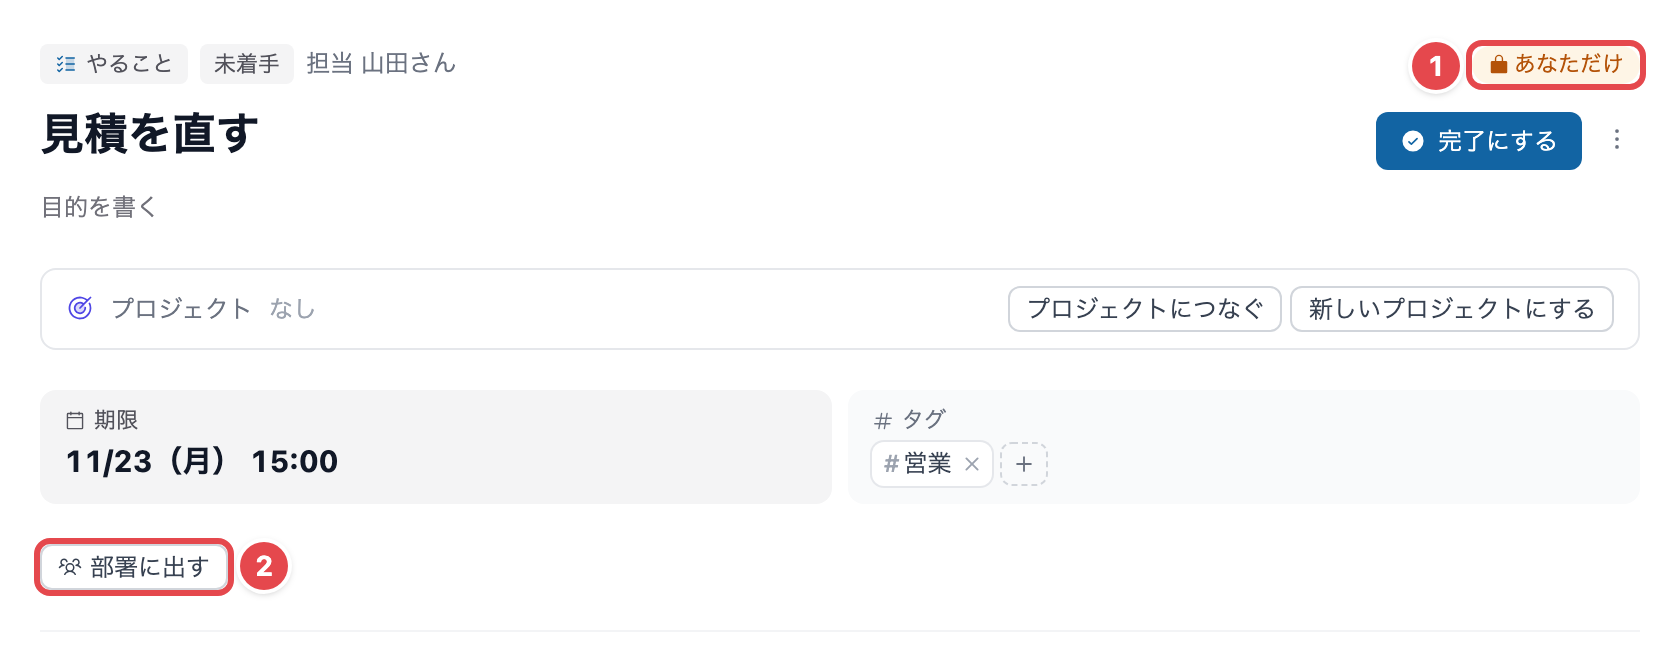 やること 未着手 担当 山田さん
1 あなただけ
見積を直す
完了にする
目的を書く
プロジェクト なし プロジェクトにつなぐ 新しいプロジェクトにする
期限
11/23（月） 15:00
# タグ
#営業 × +
部署に出す 2